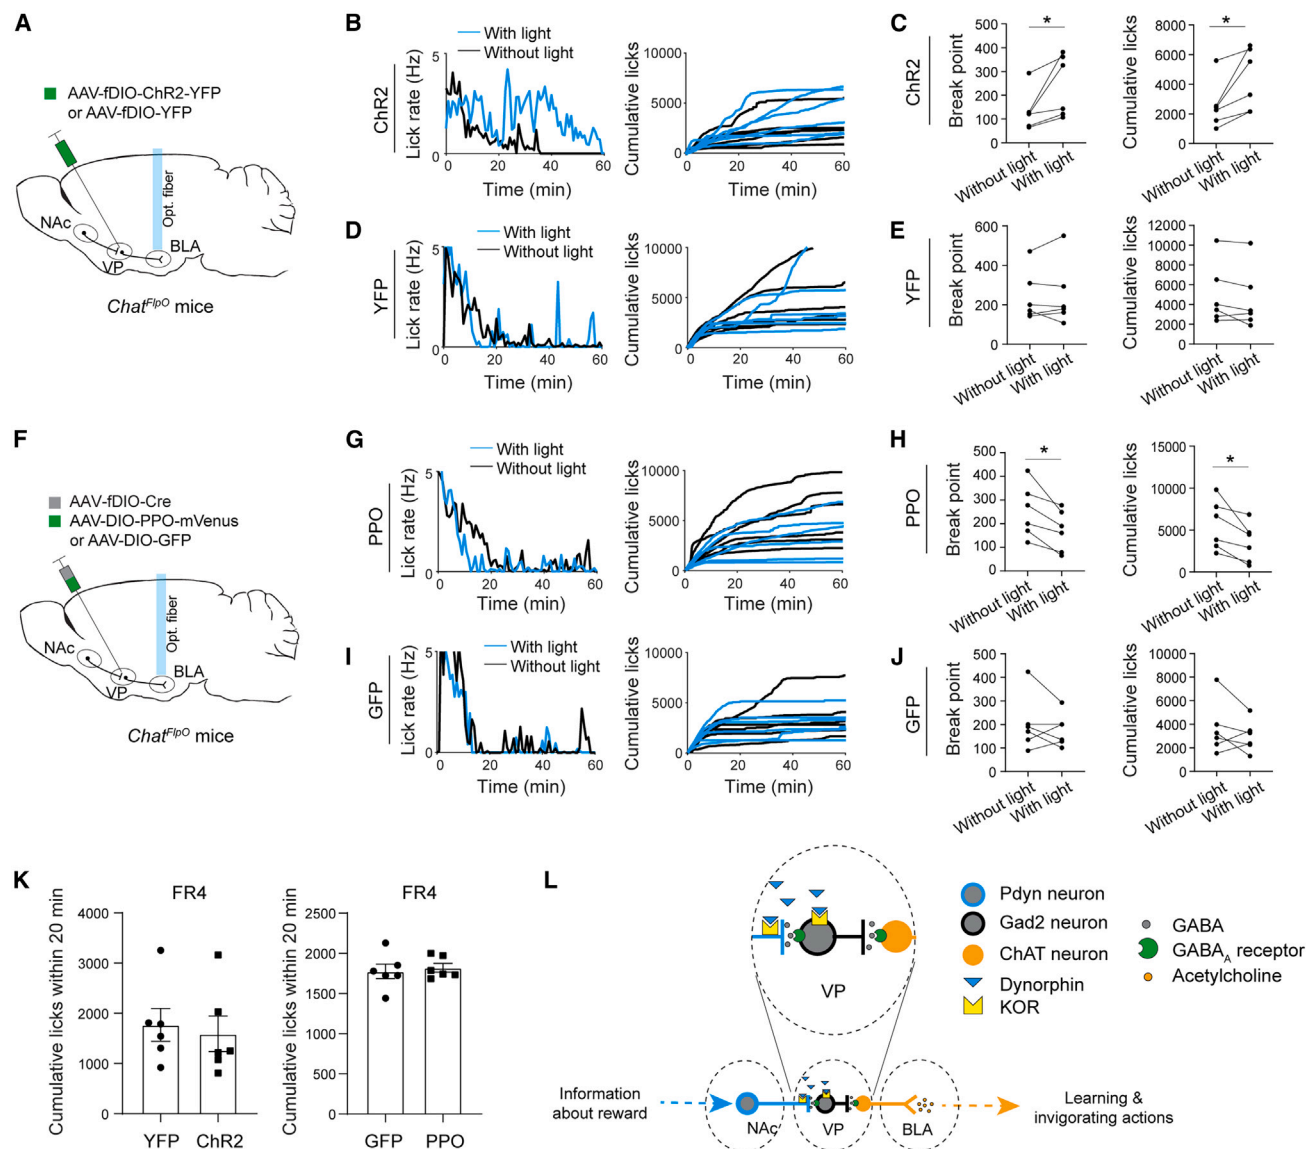 A
AAV-fDIO-ChR2-YFP
or AAV-fDIO-YFP
Opt. fiber
NAc
VP
BLA
Chat^FlpO mice
B
ChR2
With light
Without light
Lick rate (Hz)
5
0
0 20 40 60
Time (min)
Cumulative licks
10000
5000
0
0 20 40 60
Time (min)
C
ChR2
Break point
500
400
300
200
100
0
*
Without light
With light
Cumulative licks
8000
6000
4000
2000
0
*
Without light
With light
D
YFP
With light
Without light
Lick rate (Hz)
5
0
0 20 40 60
Time (min)
Cumulative licks
10000
5000
0
0 20 40 60
Time (min)
E
YFP
Break point
600
400
200
0
Without light
With light
Cumulative licks
12000
10000
8000
6000
4000
2000
0
Without light
With light
F
AAV-fDIO-Cre
AAV-DIO-PPO-mVenus
or AAV-DIO-GFP
Opt. fiber
NAc
VP
BLA
Chat^FlpO mice
G
PPO
With light
Without light
Lick rate (Hz)
5
0
0 20 40 60
Time (min)
Cumulative licks
10000
5000
0
0 20 40 60
Time (min)
H
PPO
Break point
500
400
300
200
100
0
*
Without light
With light
Cumulative licks
15000
10000
5000
0
*
Without light
With light
I
GFP
With light
Without light
Lick rate (Hz)
5
0
0 20 40 60
Time (min)
Cumulative licks
10000
5000
0
0 20 40 60
Time (min)
J
GFP
Break point
500
400
300
200
100
0
Without light
With light
Cumulative licks
10000
8000
6000
4000
2000
0
Without light
With light
K
FR4
Cumulative licks within 20 min
4000
3000
2000
1000
0
YFP ChR2
FR4
Cumulative licks within 20 min
2500
2000
1500
1000
500
0
GFP PPO
L
VP
Pdyn neuron
Gad2 neuron
ChAT neuron
Dynorphin
KOR
GABA
GABA_A receptor
Acetylcholine
Information
about reward
NAc
VP
BLA
Learning &
invigorating actions